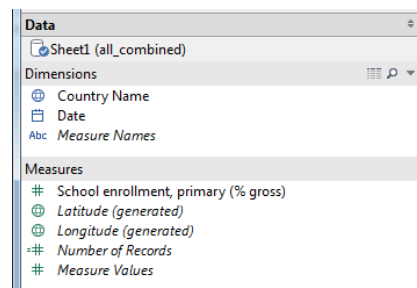 Data
Sheet1 (all_combined)
Dimensions
Country Name
Date
Abc Measure Names
Measures
# School enrollment, primary (% gross)
Latitude (generated)
Longitude (generated)
=# Number of Records
# Measure Values